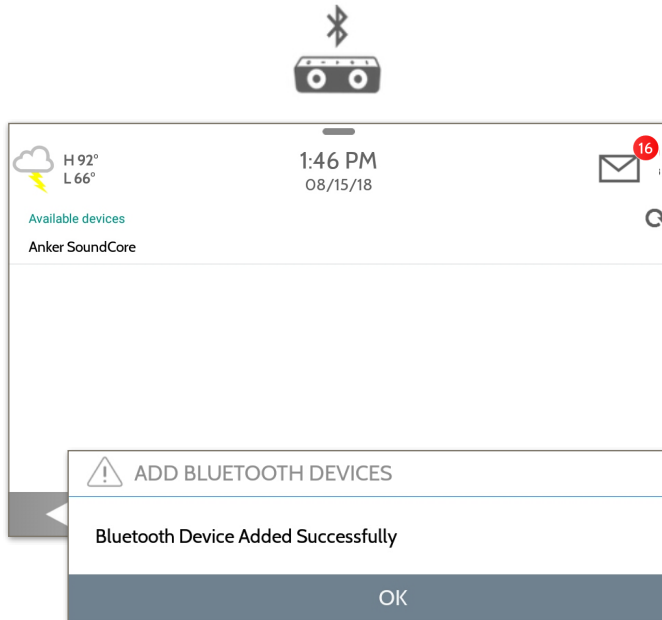 H 92°
L 66°
1:46 PM
08/15/18
16
Available devices
Anker SoundCore
ADD BLUETOOTH DEVICES
Bluetooth Device Added Successfully
OK